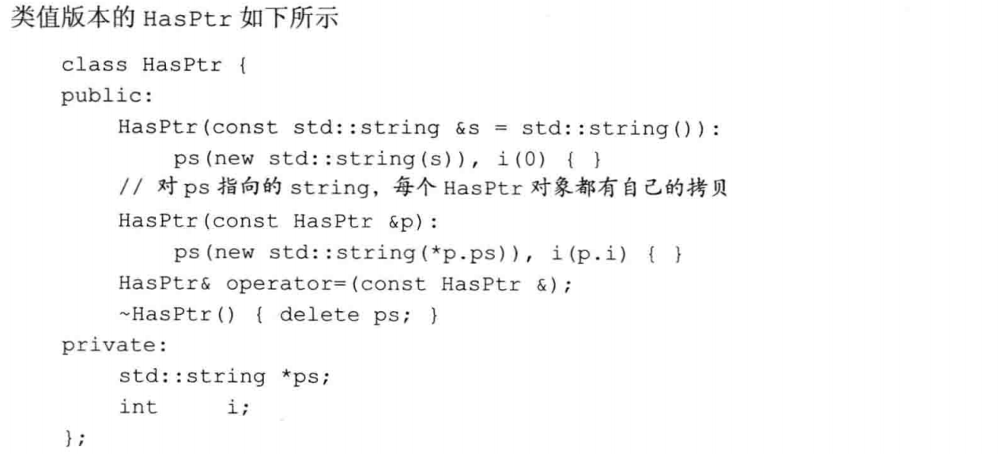 类值版本的 HasPtr 如下所示
class HasPtr {
public:
HasPtr(const std::string &s = std::string()):
ps(new std::string(s)), i(0) { }
// 对 ps 指向的 string，每个 HasPtr 对象都有自己的拷贝
HasPtr(const HasPtr &p):
ps(new std::string(*p.ps)), i(p.i) { }
HasPtr& operator=(const HasPtr &);
~HasPtr() { delete ps; }
private:
std::string *ps;
int i;
};